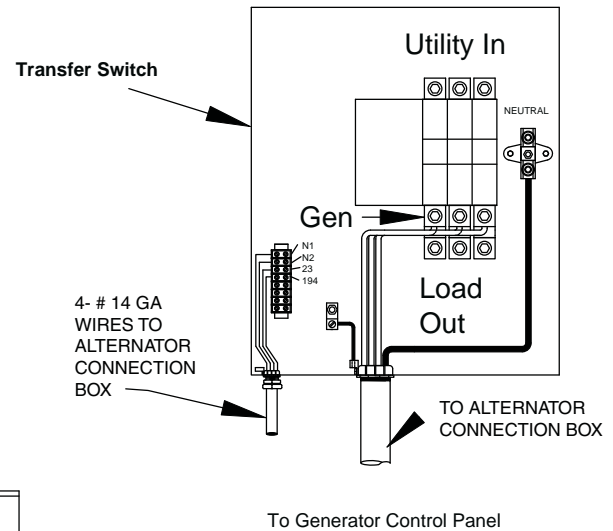 Utility In
Transfer Switch
NEUTRAL
Gen
N1
N2
23
194
Load
Out
4- # 14 GA
WIRES TO
ALTERNATOR
CONNECTION
BOX
TO ALTERNATOR
CONNECTION BOX
To Generator Control Panel